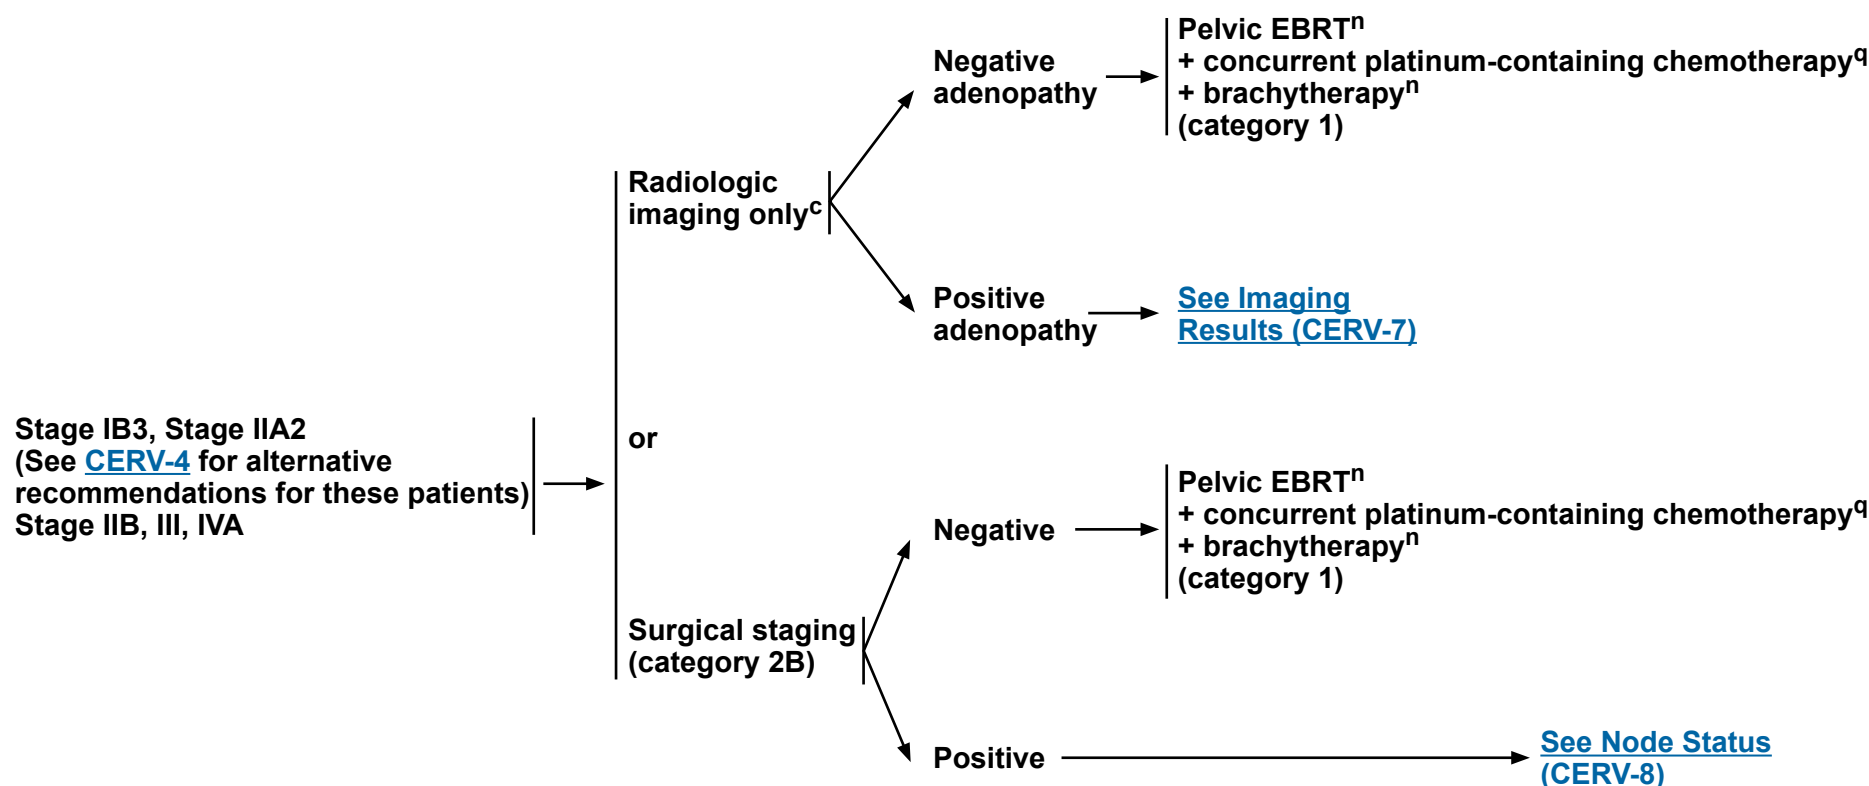 Stage IB3, Stage IIA2
(See CERV-4 for alternative
recommendations for these patients)
Stage IIB, III, IVA
Radiologic
imaging onlyᶜ
or
Surgical staging
(category 2B)
Negative
adenopathy
Pelvic EBRTⁿ
+ concurrent platinum-containing chemotherapy^q
+ brachytherapyⁿ
(category 1)
Positive
adenopathy
See Imaging
Results (CERV-7)
Negative
Pelvic EBRTⁿ
+ concurrent platinum-containing chemotherapy^q
+ brachytherapyⁿ
(category 1)
Positive
See Node Status
(CERV-8)